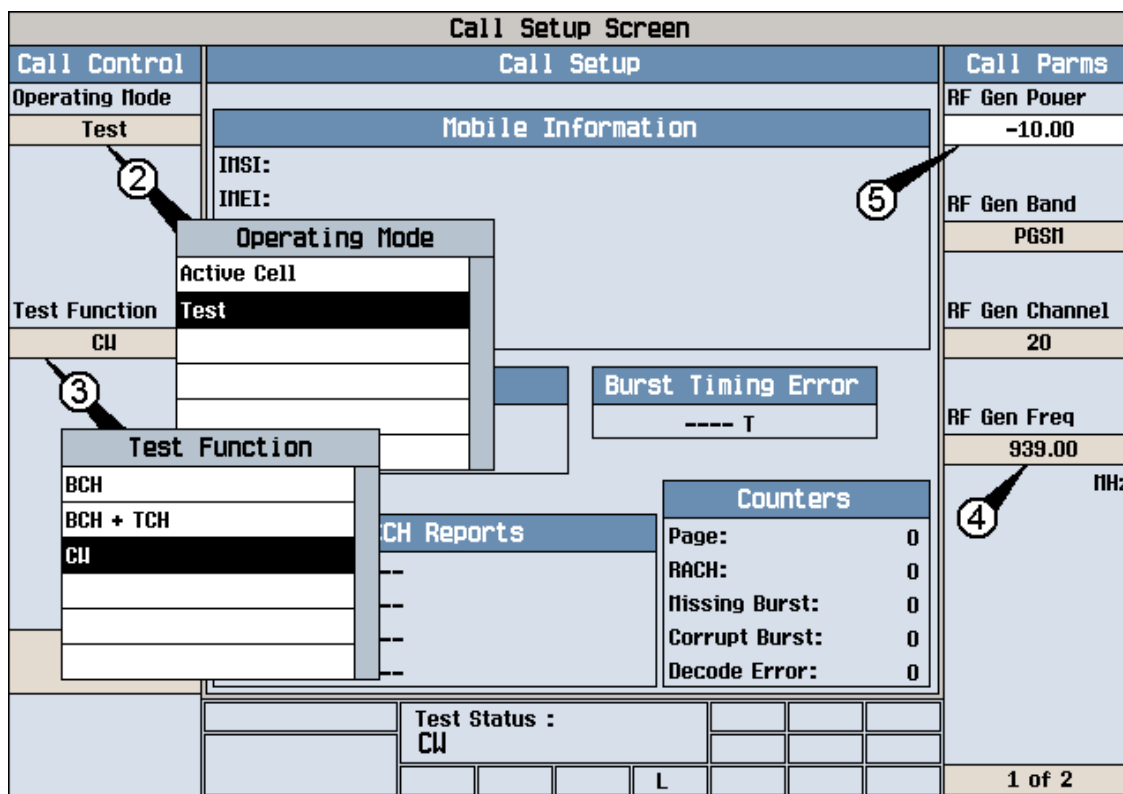 Call Setup Screen
Call Control
Operating Mode
Test
2
Test Function
CW
3
Call Setup
Mobile Information
IMSI:
IMEI:
Operating Mode
Active Cell
Test
Test Function
BCH
BCH + TCH
CW
Burst Timing Error
---- T
CH Reports
--
--
--
--
Counters
Page: 0
RACH: 0
Missing Burst: 0
Corrupt Burst: 0
Decode Error: 0
Call Parms
RF Gen Power
-10.00
5
RF Gen Band
PGSM
RF Gen Channel
20
RF Gen Freq
939.00
MHz
4
Test Status :
CW
L
1 of 2